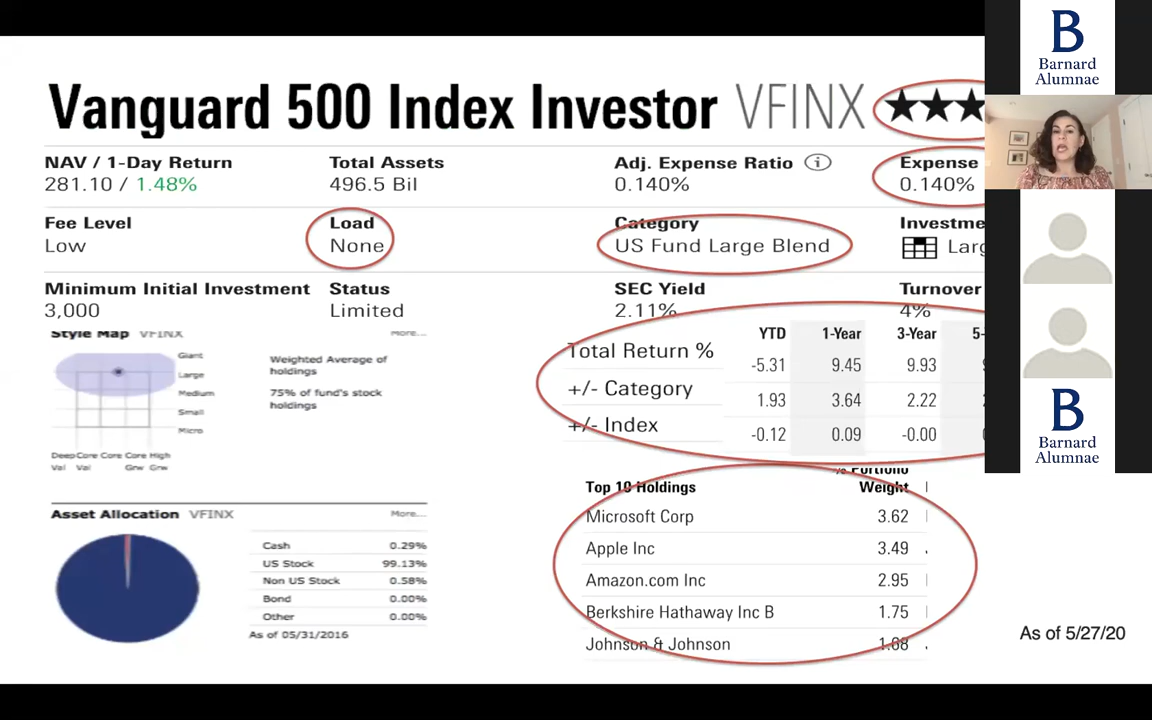 B
Barnard
Alumnae
Vanguard 500 Index Investor VFINX ★★★
NAV / 1-Day Return Total Assets Adj. Expense Ratio Expense
281.10 / 1.48% 496.5 Bil 0.140% 0.140%
Fee Level Load Category Investme
Low None US Fund Large Blend Larg
Minimum Initial Investment Status SEC Yield Turnover
3,000 Limited 2.11% 4%
Style Map VFINX More...
Giant
Large
Medium
Small
Micro
Deep Core Core Core High
Val Val Grw Grw
Weighted Average of
holdings
75% of fund's stock
holdings
YTD 1-Year 3-Year 5-
Total Return % -5.31 9.45 9.93
+/- Category 1.93 3.64 2.22
+/- Index -0.12 0.09 -0.00
B
Barnard
Alumnae
Asset Allocation VFINX More...
Cash 0.29%
US Stock 99.13%
Non US Stock 0.58%
Bond 0.00%
Other 0.00%
As of 05/31/2016
% Portfolio
Top 10 Holdings Weight
Microsoft Corp 3.62
Apple Inc 3.49
Amazon.com Inc 2.95
Berkshire Hathaway Inc B 1.75
Johnson & Johnson 1.68
As of 5/27/20